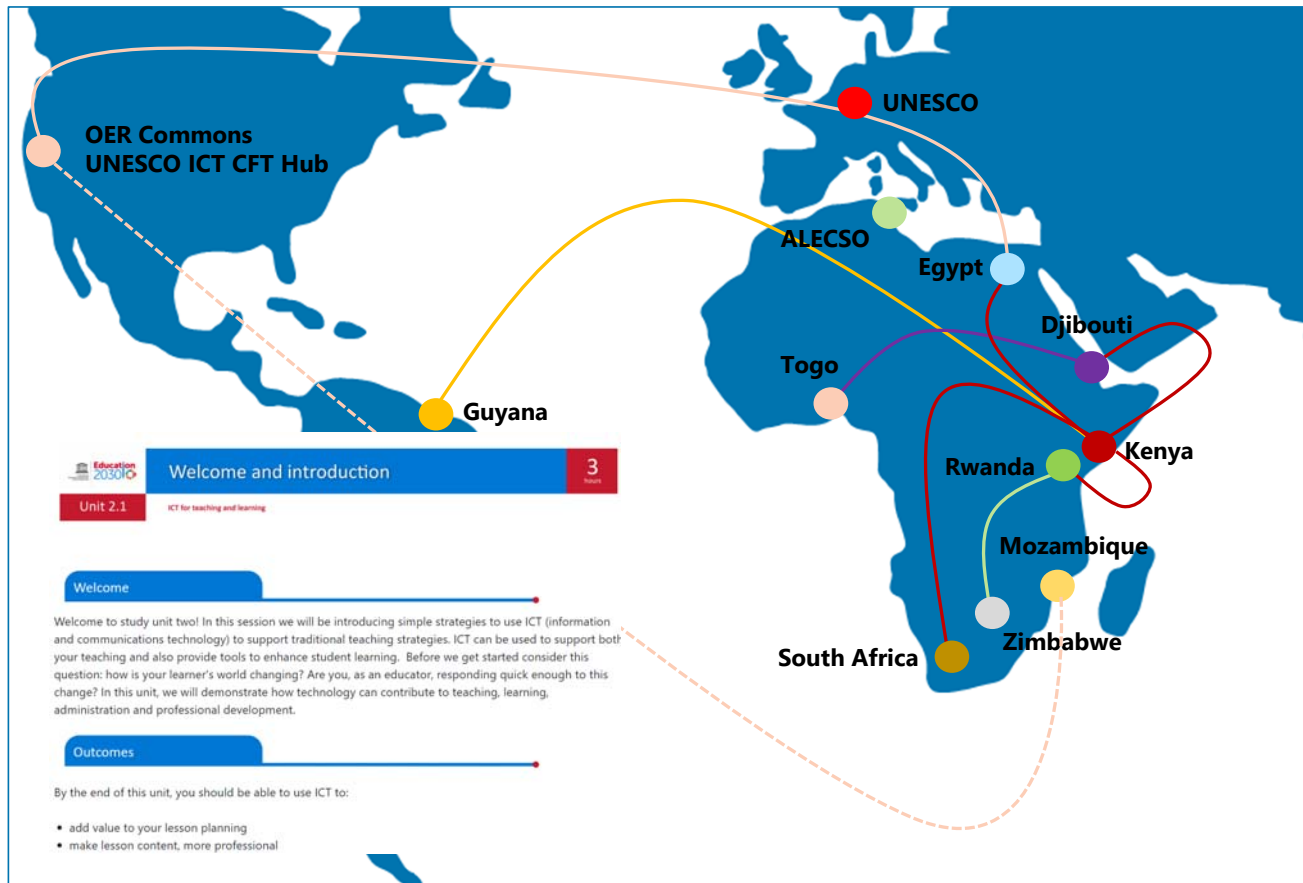 UNESCO
OER Commons
UNESCO ICT CFT Hub
ALECSO
Egypt
Djibouti
Togo
Guyana
Kenya
Rwanda
Mozambique
Zimbabwe
South Africa
Education
2030
Welcome and introduction
3
hours
Unit 2.1
ICT for teaching and learning
Welcome
Welcome to study unit two! In this session we will be introducing simple strategies to use ICT (information
and communications technology) to support traditional teaching strategies. ICT can be used to support both
your teaching and also provide tools to enhance student learning. Before we get started consider this
question: how is your learner's world changing? Are you, as an educator, responding quick enough to this
change? In this unit, we will demonstrate how technology can contribute to teaching, learning,
administration and professional development.
Outcomes
By the end of this unit, you should be able to use ICT to:
• add value to your lesson planning
• make lesson content, more professional